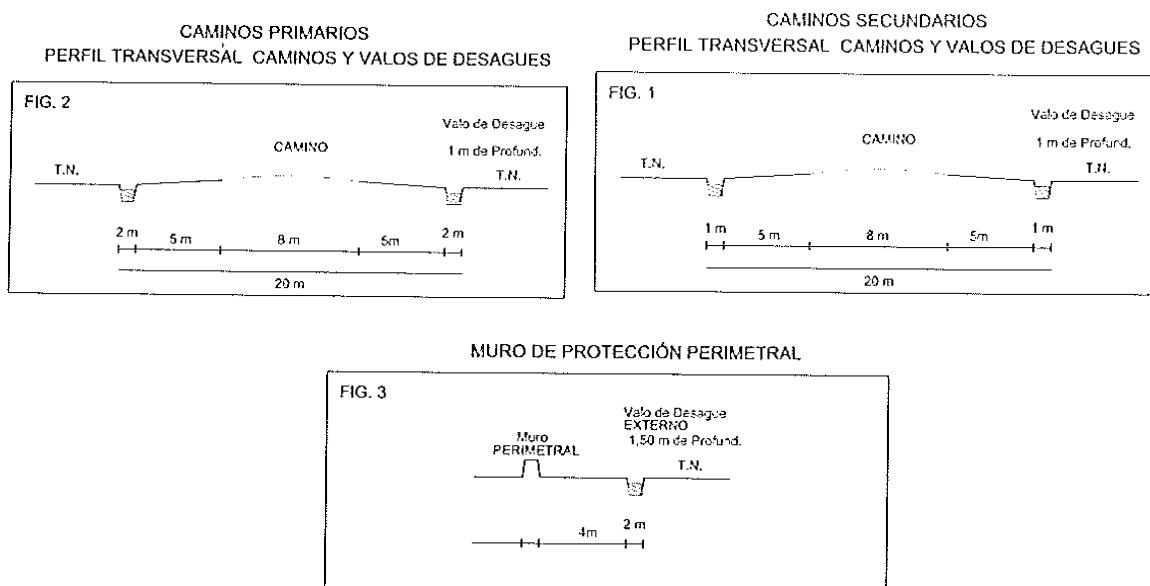 CAMINOS PRIMARIOS
PERFIL TRANSVERSAL CAMINOS Y VALOS DE DESAGUES
FIG. 2
Valo de Desague
CAMINO
1 m de Profund.
T.N.
T.N.
2 m
5 m
8 m
5m
2 m
20 m
CAMINOS SECUNDARIOS
PERFIL TRANSVERSAL CAMINOS Y VALOS DE DESAGUES
FIG. 1
Valo de Desague
CAMINO
1 m de Profund.
T.N.
T.N.
1 m
5 m
8 m
5m
1 m
20 m
MURO DE PROTECCIÓN PERIMETRAL
FIG. 3
Valo de Desague
EXTERNO
1,50 m de Profund.
Muro
PERIMETRAL
T.N.
4m
2 m